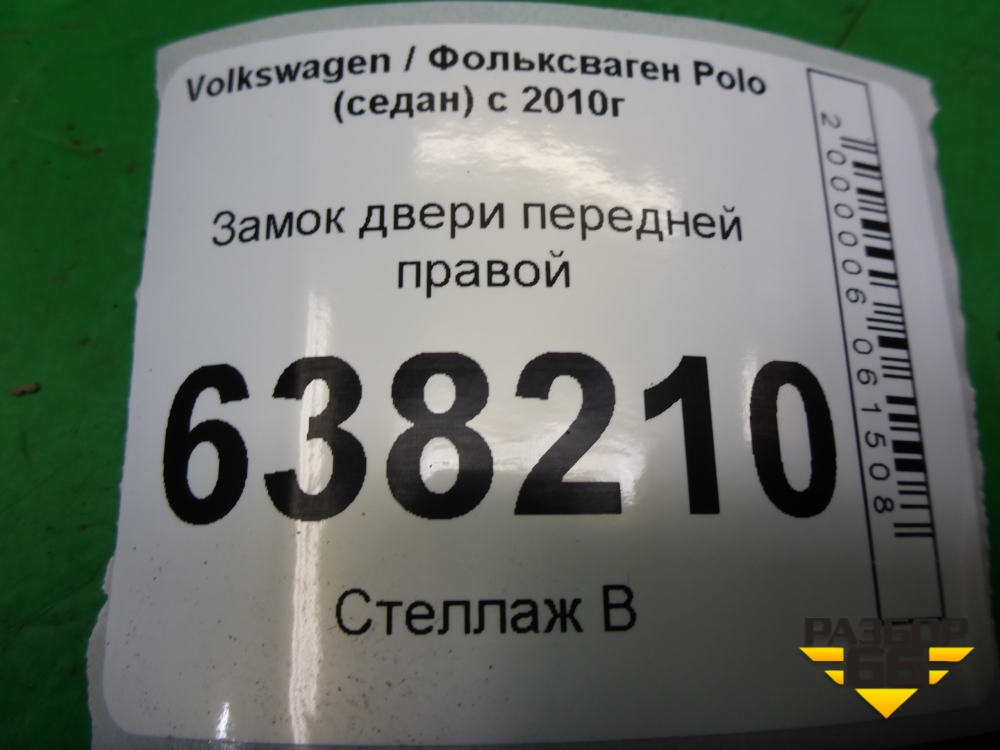 Volkswagen / Фольксваген Polo
(седан) с 2010г
Замок двери передней
правой
638210
Стеллаж В
2000006061508
РАЗБОР
66